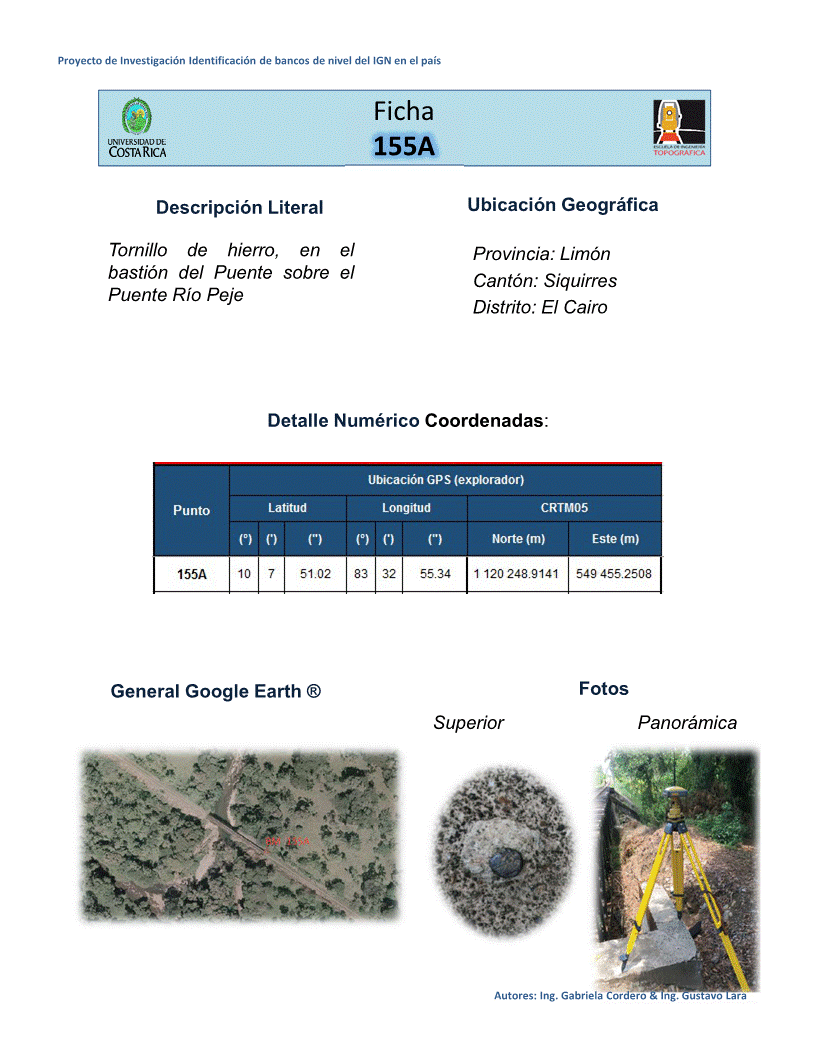 Proyecto de Investigación Identificación de bancos de nivel del IGN en el país
Ficha
155A
UNIVERSIDAD DE
COSTA RICA
ESCUELA DE INGENIERÍA
TOPOGRÁFICA
Descripción Literal
Tornillo de hierro, en el
bastión del Puente sobre el
Puente Río Peje
Ubicación Geográfica
Provincia: Limón
Cantón: Siquirres
Distrito: El Cairo
Detalle Numérico Coordenadas:
Punto
Ubicación GPS (explorador)
Latitud Longitud CRTM05
(°) (') (") (°) (') (") Norte (m) Este (m)
155A 10 7 51.02 83 32 55.34 1 120 248.9141 549 455.2508
General Google Earth ®
Fotos
Superior Panorámica
Autores: Ing. Gabriela Cordero & Ing. Gustavo Lara